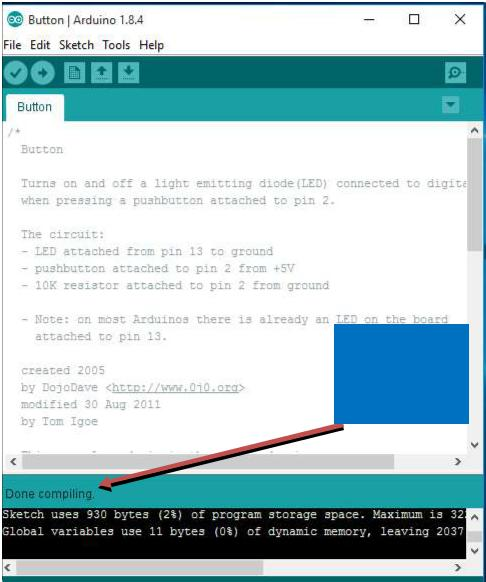 Button | Arduino 1.8.4
File Edit Sketch Tools Help
Button
/*
Button
Turns on and off a light emitting diode(LED) connected to digita
when pressing a pushbutton attached to pin 2.
The circuit:
- LED attached from pin 13 to ground
- pushbutton attached to pin 2 from +5V
- 10K resistor attached to pin 2 from ground
- Note: on most Arduinos there is already an LED on the board
attached to pin 13.
created 2005
by DojoDave <http://www.0j0.org>
modified 30 Aug 2011
by Tom Igoe
Done compiling.
Sketch uses 930 bytes (2%) of program storage space. Maximum is 322
Global variables use 11 bytes (0%) of dynamic memory, leaving 2037